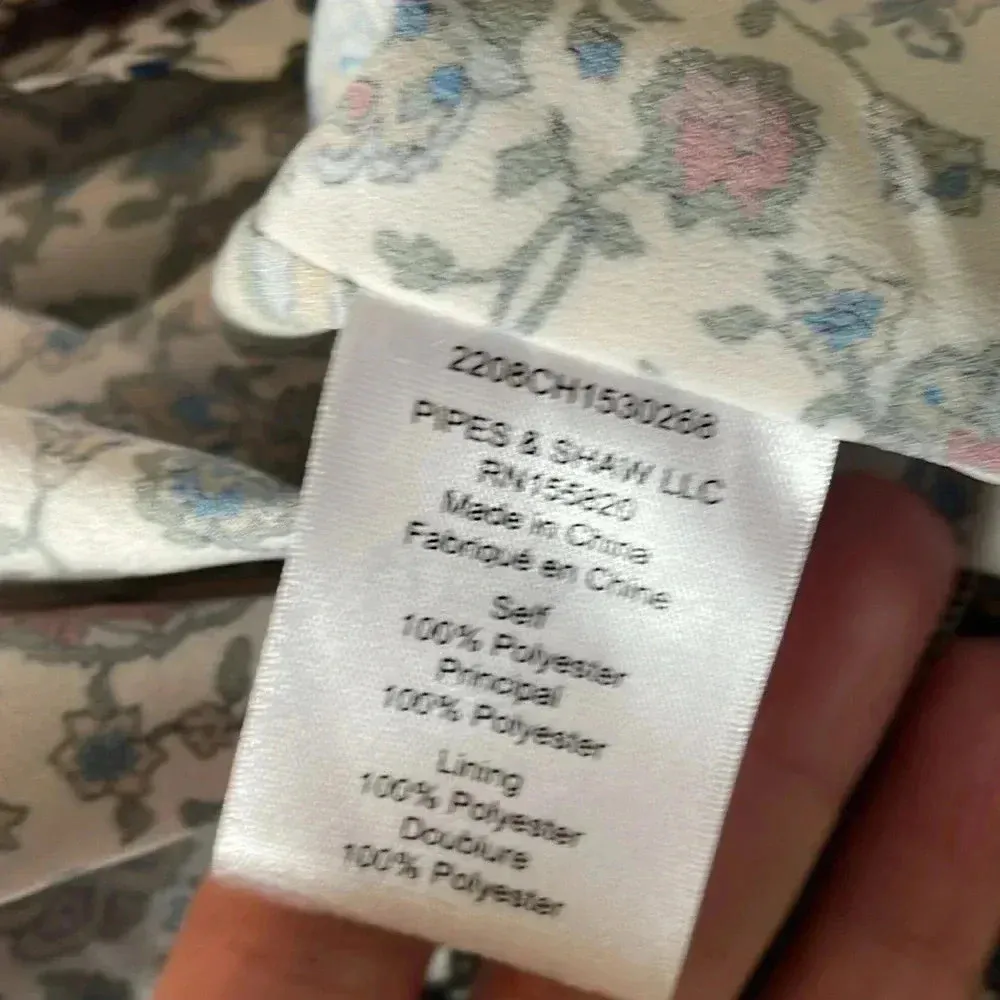 2208CH1530268
PIPES & SHAW LLC
RN155820
Made in China
Fabriqué en Chine
Self
100% Polyester
Principal
100% Polyester
Lining
100% Polyester
Doublure
100% Polyester